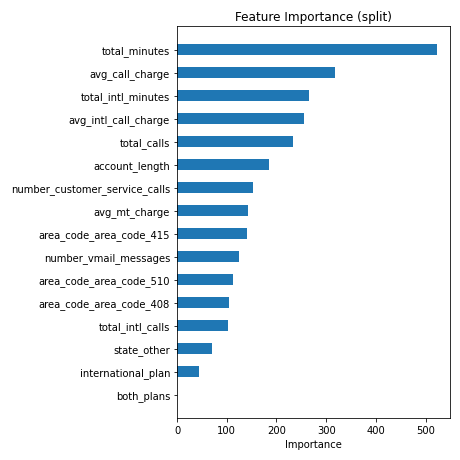 Feature Importance (split)
total_minutes
avg_call_charge
total_intl_minutes
avg_intl_call_charge
total_calls
account_length
number_customer_service_calls
avg_mt_charge
area_code_area_code_415
number_vmail_messages
area_code_area_code_510
area_code_area_code_408
total_intl_calls
state_other
international_plan
both_plans
0 100 200 300 400 500
Importance